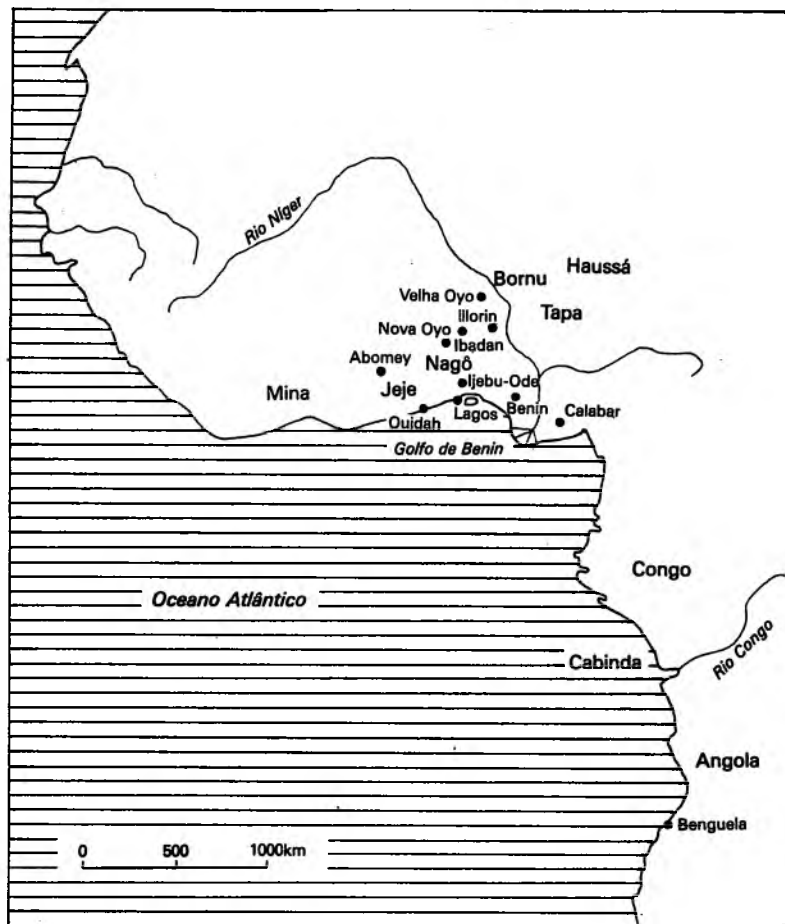 Rio Níger
Bornu
Haussá
Velha Oyo
Tapa
Illorin
Nova Oyo
Ibadan
Abomey
Nagô
Ijebu-Ode
Mina
Jeje
Lagos
Benin
Calabar
Ouidah
Golfo de Benin
Congo
Oceano Atlântico
Cabinda
Rio Congo
Angola
Benguela
0 500 1000km